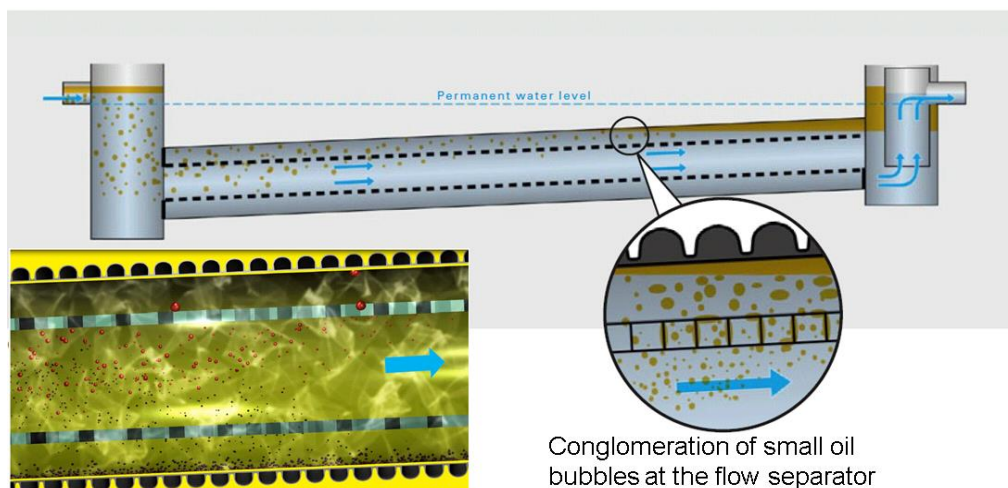 Permanent water level
Conglomeration of small oil
bubbles at the flow separator